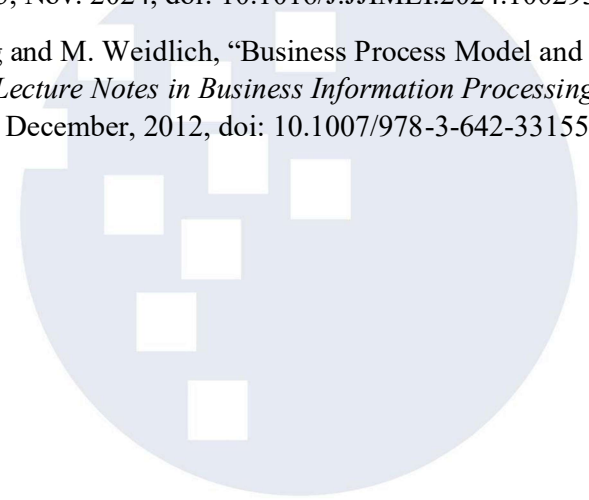 Nov. 2024, doi: 10.1016/J.JJIMEI.2024.100293
and M. Weidlich, “Business Process Model and
Lecture Notes in Business Information Processing
December, 2012, doi: 10.1007/978-3-642-33155